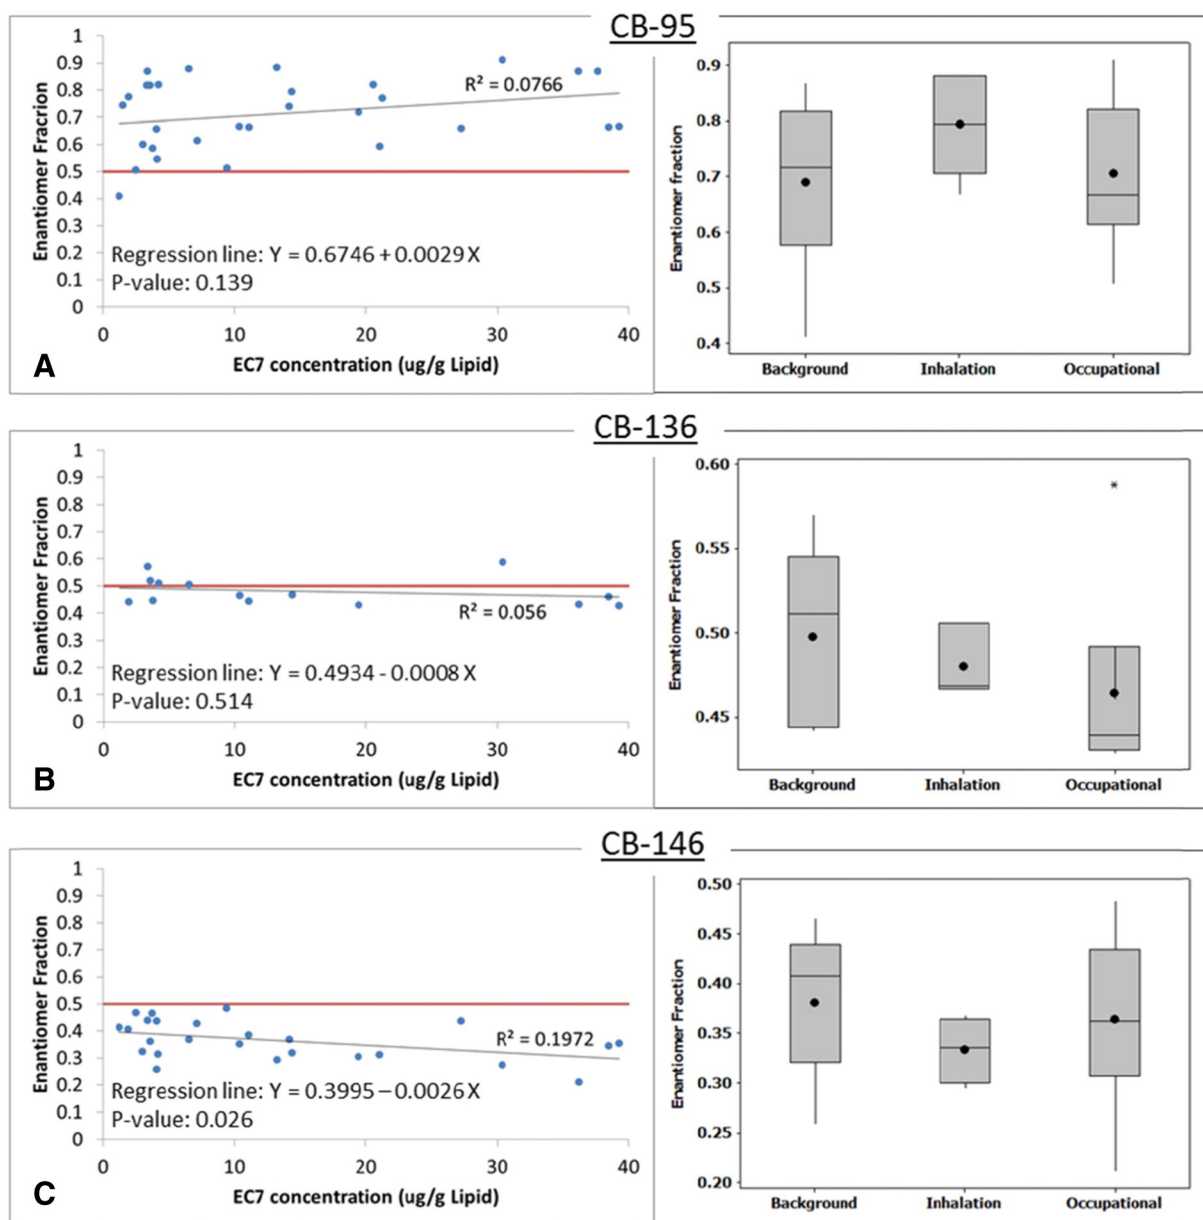 CB-95
1
0.9
0.8
0.7
0.6
0.5
0.4
0.3
0.2
0.1
0
Enantiomer Fracrion
R² = 0.0766
Regression line: Y = 0.6746 + 0.0029 X
P-value: 0.139
0 10 20 30 40
EC7 concentration (ug/g Lipid)
A
0.9
0.8
0.7
0.6
0.5
0.4
Enantiomer fraction
Background Inhalation Occupational
CB-136
1
0.9
0.8
0.7
0.6
0.5
0.4
0.3
0.2
0.1
0
Enantiomer Fracrion
R² = 0.056
Regression line: Y = 0.4934 - 0.0008 X
P-value: 0.514
0 10 20 30 40
EC7 concentration (ug/g Lipid)
B
0.60
0.55
0.50
0.45
Enantiomer Fraction
*
Background Inhalation Occupational
CB-146
1
0.9
0.8
0.7
0.6
0.5
0.4
0.3
0.2
0.1
0
Enantiomer Fraction
R² = 0.1972
Regression line: Y = 0.3995 – 0.0026 X
P-value: 0.026
0 10 20 30 40
EC7 concentration (ug/g Lipid)
C
0.50
0.45
0.40
0.35
0.30
0.25
0.20
Enantiomer Fraction
Background Inhalation Occupational